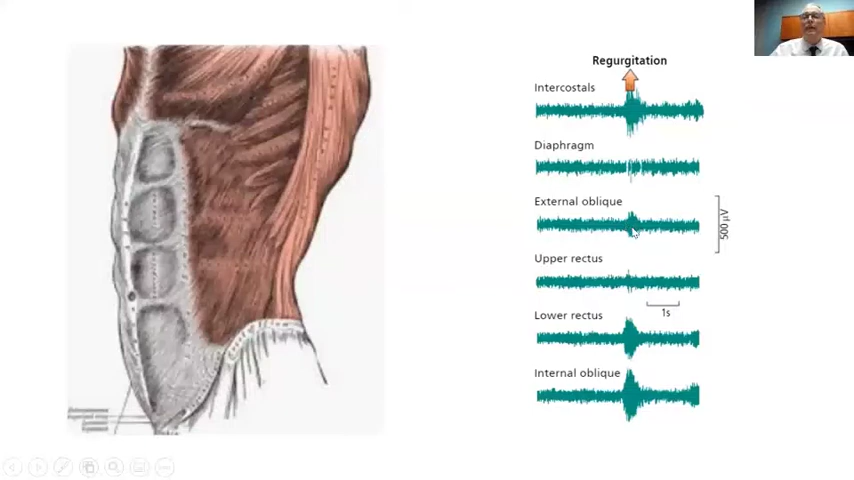 Regurgitation
Intercostals
Diaphragm
External oblique
500 µV
Upper rectus
1s
Lower rectus
Internal oblique